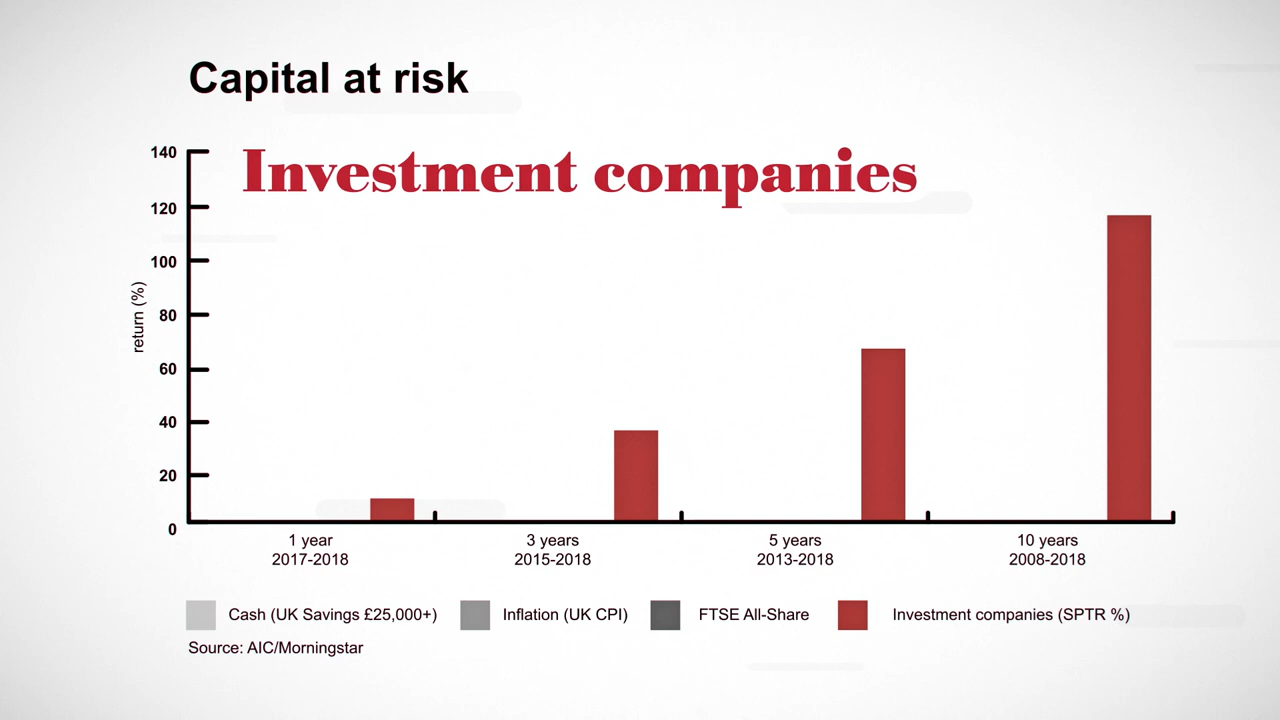 Capital at risk
Investment companies
140
120
100
80
60
40
20
0
return (%)
1 year
2017-2018
3 years
2015-2018
5 years
2013-2018
10 years
2008-2018
Cash (UK Savings £25,000+)
Inflation (UK CPI)
FTSE All-Share
Investment companies (SPTR %)
Source: AIC/Morningstar